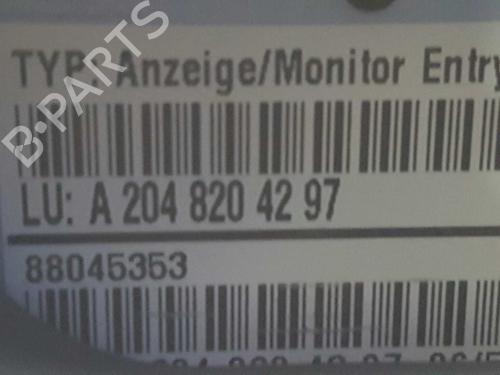 TYP: Anzeige/Monitor Entry
B-PARTS
LU: A 204 820 42 97
88045353